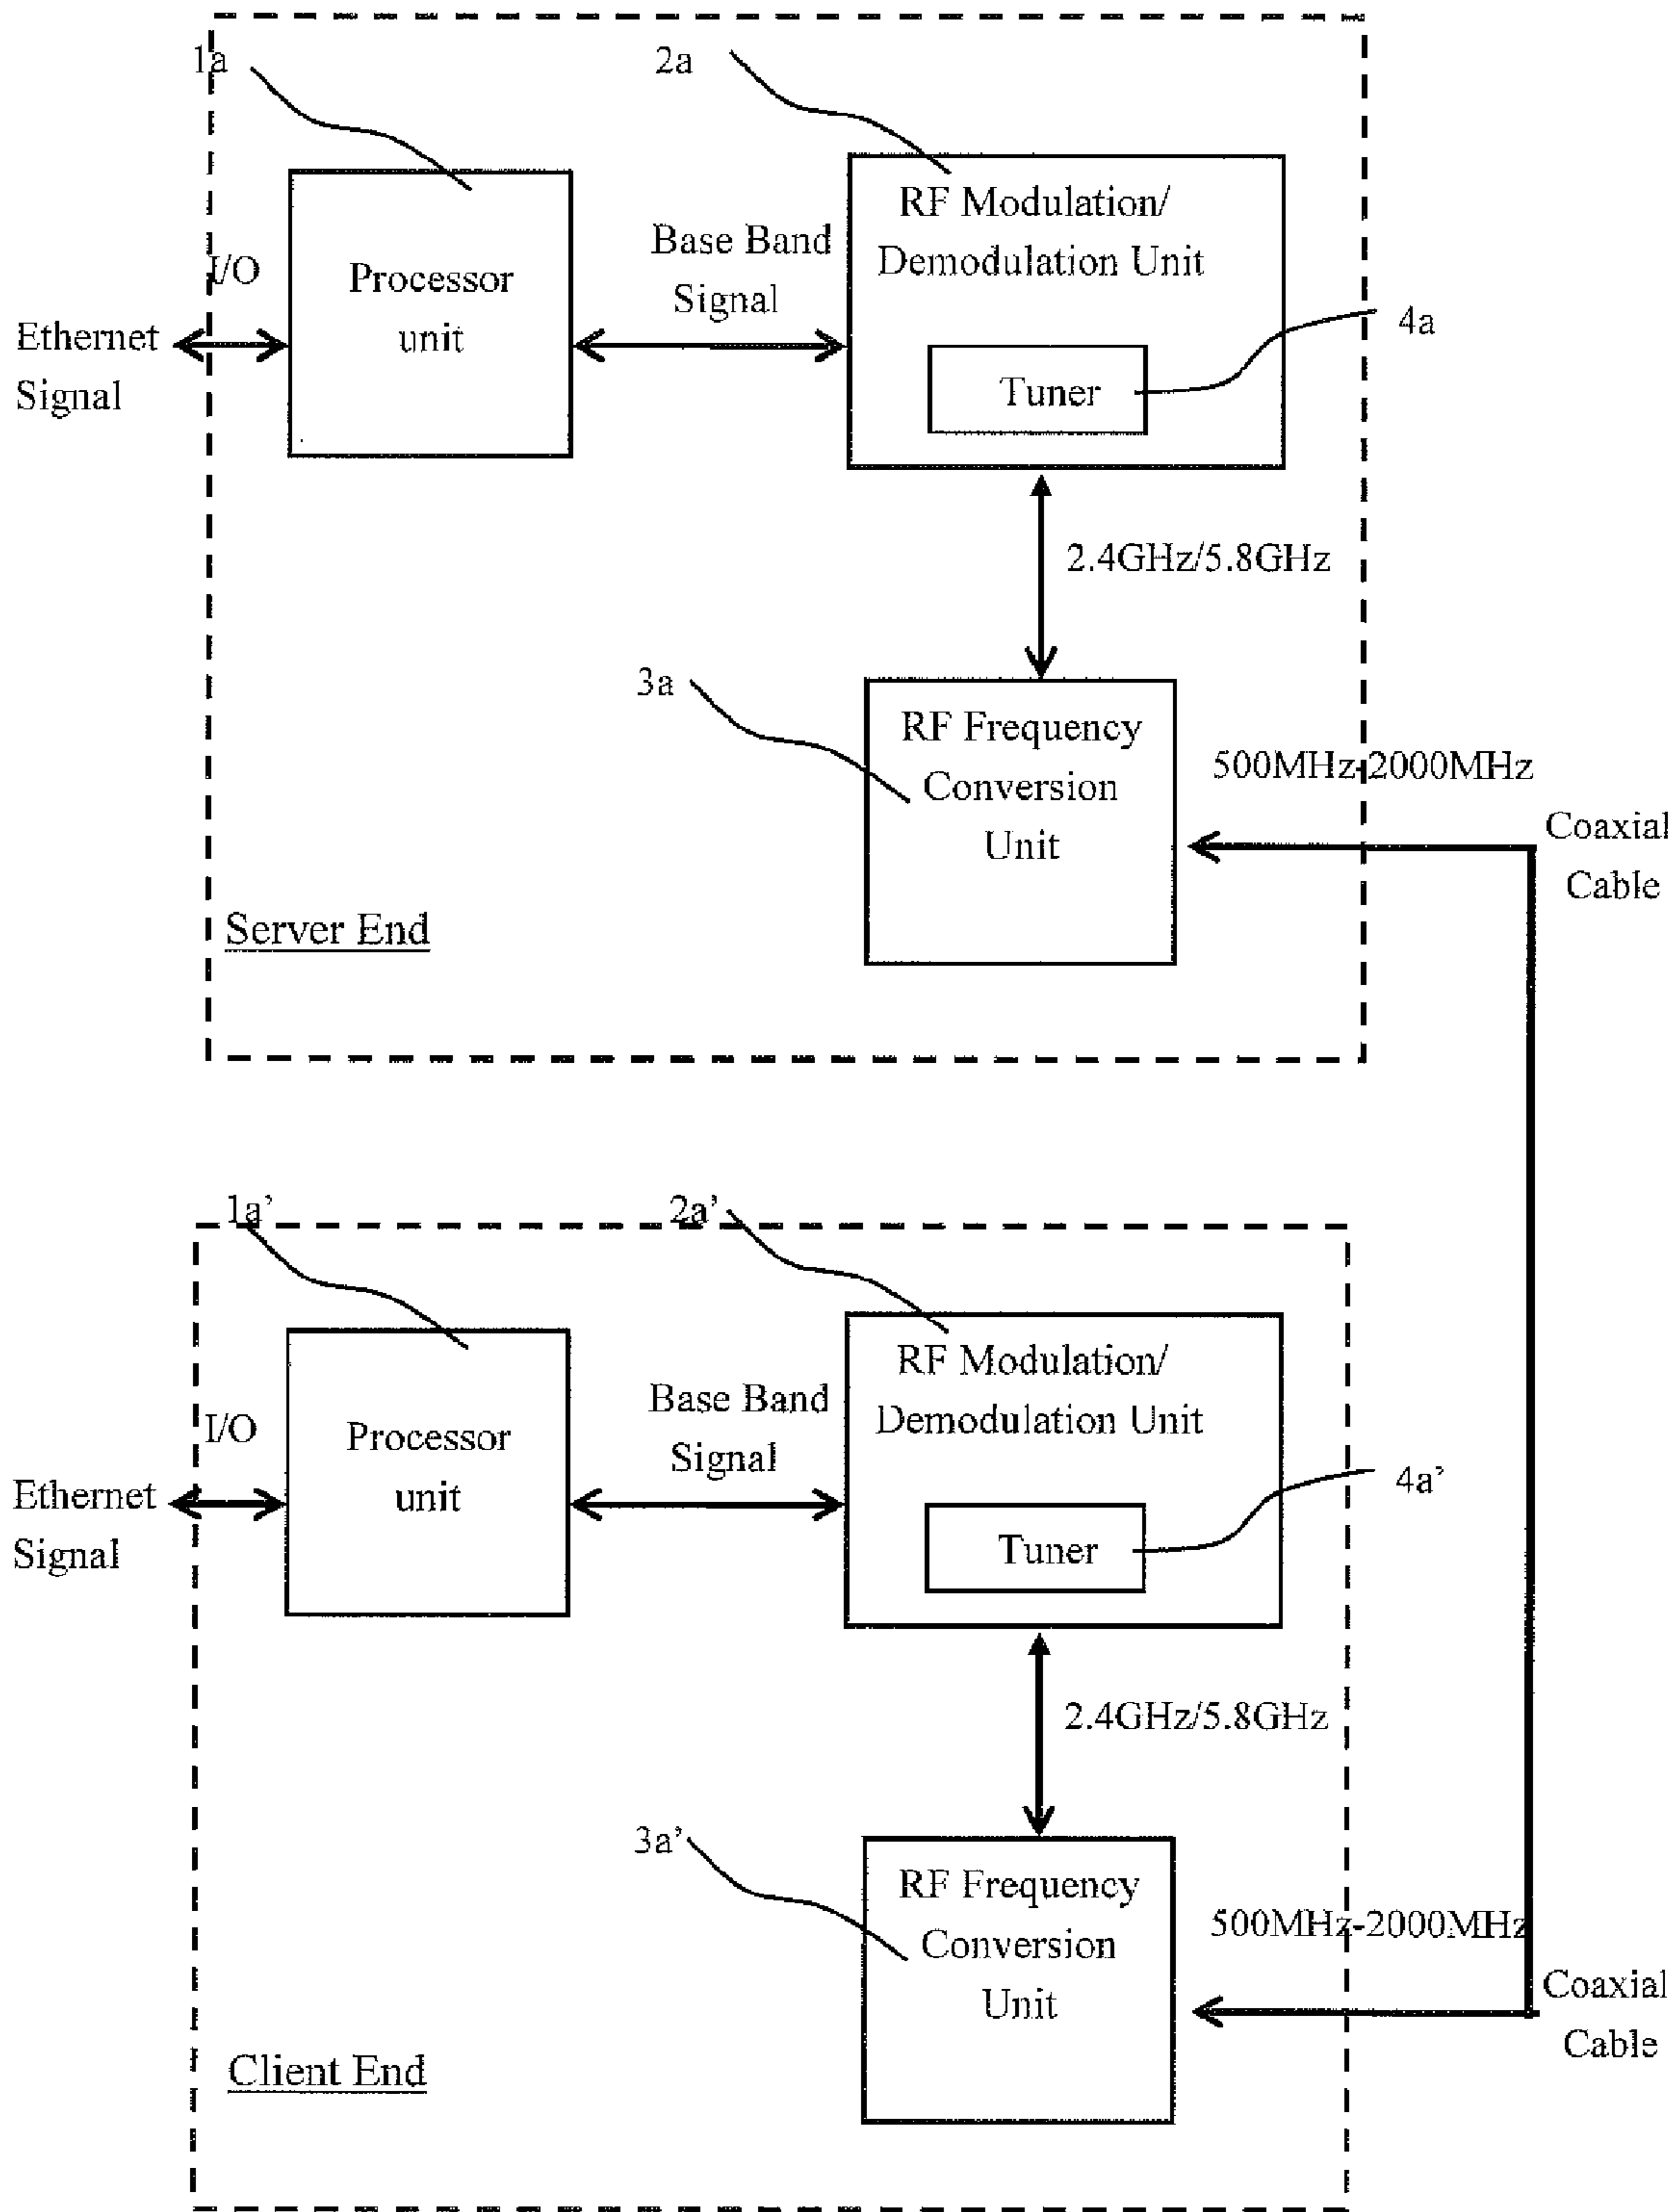 1a
2a
RF Modulation/
Demodulation Unit
Base Band
Signal
I/O
Processor
unit
Ethernet
Signal
4a
Tuner
2.4GHz/5.8GHz
3a
RF Frequency
Conversion
Unit
500MHz-2000MHz
Coaxial
Cable
Server End
1a’
2a’
RF Modulation/
Demodulation Unit
Base Band
Signal
I/O
Processor
unit
Ethernet
Signal
4a’
Tuner
2.4GHz/5.8GHz
3a’
RF Frequency
Conversion
Unit
500MHz-2000MHz
Coaxial
Cable
Client End